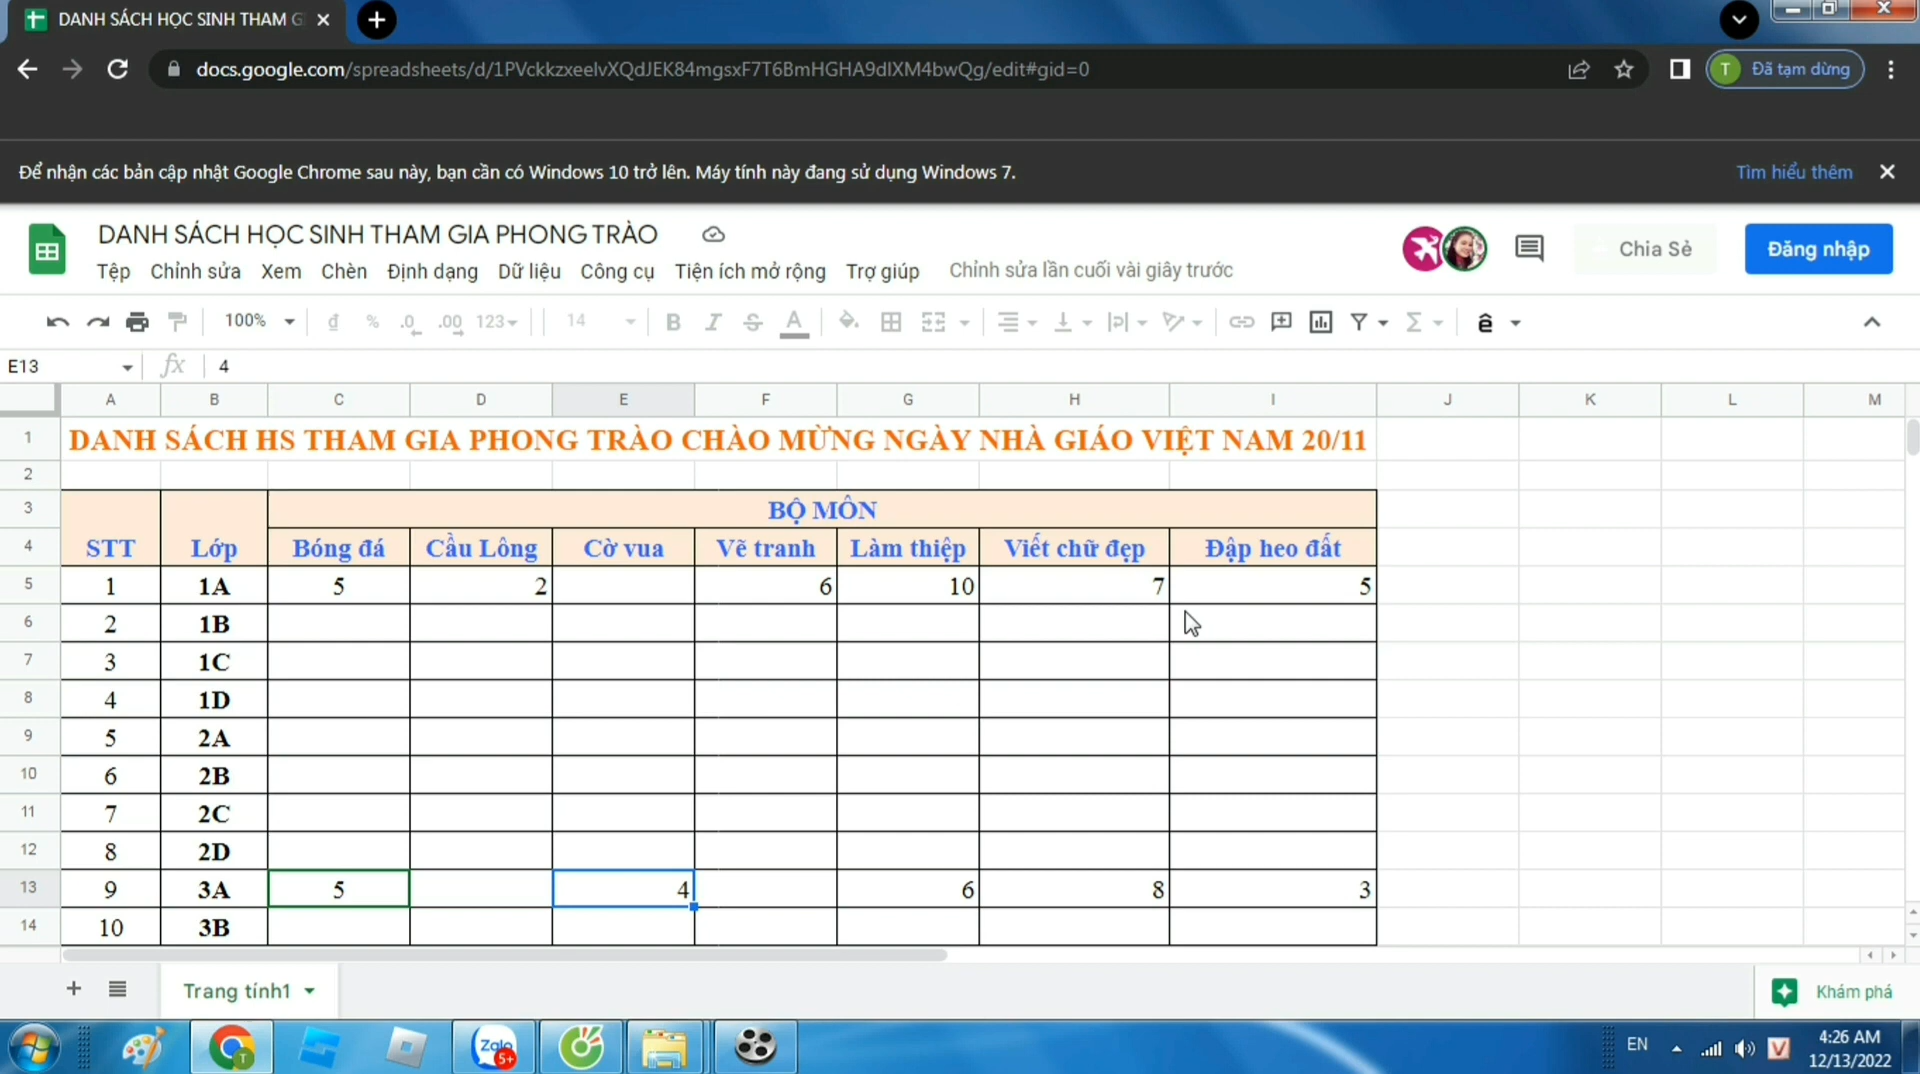 DANH SÁCH HỌC SINH THAM G
docs.google.com/spreadsheets/d/1PVckkzxeelvXQdJEK84mgsxF7T6BmHGHA9dlXM4bwQg/edit#gid=0
T Đã tạm dừng
Để nhận các bản cập nhật Google Chrome sau này, bạn cần có Windows 10 trở lên. Máy tính này đang sử dụng Windows 7.
Tìm hiểu thêm
DANH SÁCH HỌC SINH THAM GIA PHONG TRÀO
Tệp Chỉnh sửa Xem Chèn Định dạng Dữ liệu Công cụ Tiện ích mở rộng Trợ giúp Chỉnh sửa lần cuối vài giây trước
Chia Sẻ
Đăng nhập
100% đ % .0 .00 123 14 B I S A Σ ê
E13 fx 4
A B C D E F G H I J K L M
1 DANH SÁCH HS THAM GIA PHONG TRÀO CHÀO MỪNG NGÀY NHÀ GIÁO VIỆT NAM 20/11
2
3 BỘ MÔN
4 STT Lớp Bóng đá Cầu Lông Cờ vua Vẽ tranh Làm thiệp Viết chữ đẹp Đập heo đất
5 1 1A 5 2 6 10 7 5
6 2 1B
7 3 1C
8 4 1D
9 5 2A
10 6 2B
11 7 2C
12 8 2D
13 9 3A 5 4 6 8 3
14 10 3B
Trang tính1
Khám phá
T
Zalo 5+
EN
V
4:26 AM
12/13/2022